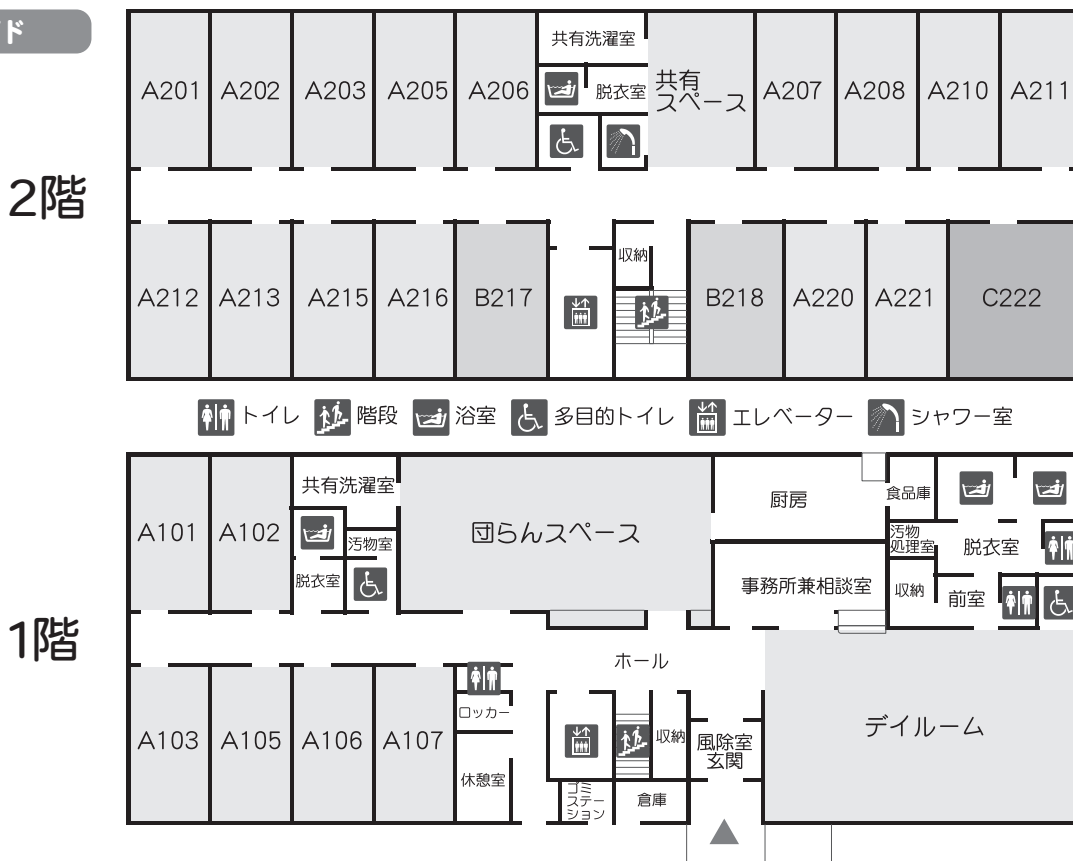 ド
2階
A201
A202
A203
A205
A206
共有洗濯室
脱衣室
共有
スペース
A207
A208
A210
A211
A212
A213
A215
A216
B217
収納
B218
A220
A221
C222
トイレ
階段
浴室
多目的トイレ
エレベーター
シャワー室
1階
A101
A102
共有洗濯室
汚物室
脱衣室
団らんスペース
厨房
食品庫
汚物
処理室
脱衣室
事務所兼相談室
収納
前室
ホール
A103
A105
A106
A107
ロッカー
休憩室
収納
風除室
玄関
デイルーム
ゴミ
ステー
ション
倉庫